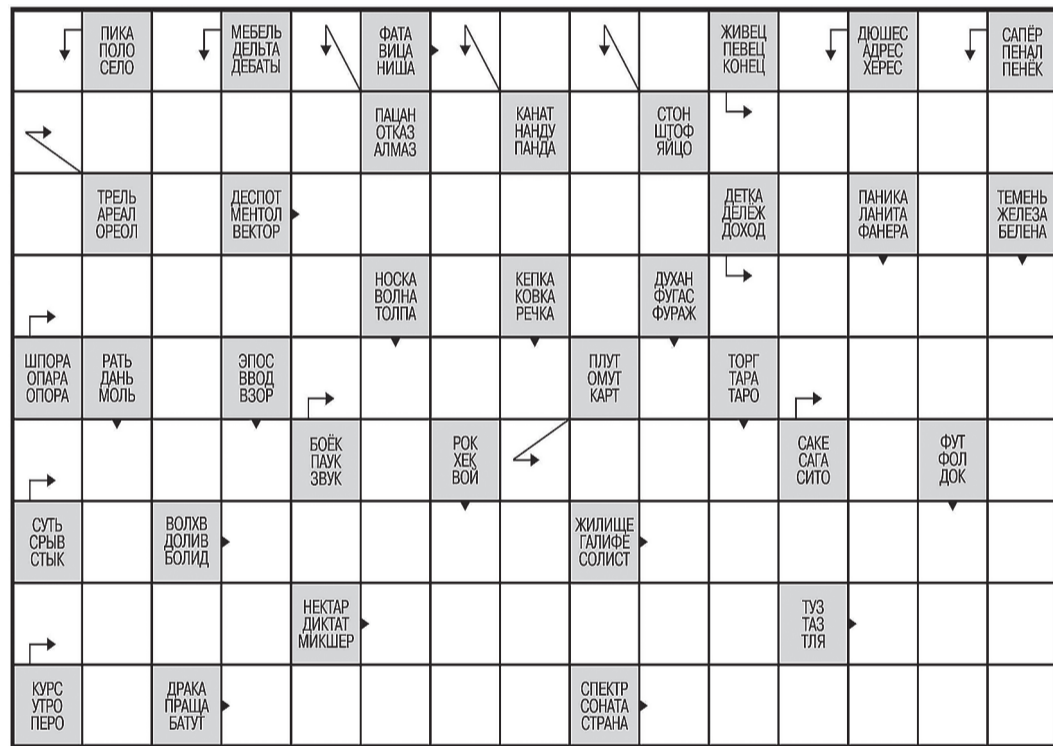 ПИКА
ПОЛО
СЕЛО
МЕБЕЛЬ
ДЕЛЬТА
ДЕБАТЫ
ФАТА
ВИЦА
НИША
ЖИВЕЦ
ПЕВЕЦ
КОНЕЦ
ДЮШЕС
АДРЕС
ХЕРЕС
САПЁР
ПЕНАЛ
ПЕНЁК
ПАЦАН
ОТКАЗ
АЛМАЗ
КАНАТ
НАНДУ
ПАНДА
СТОН
ШТОФ
ЯЙЦО
ТРЕЛЬ
АРЕАЛ
ОРЕОЛ
ДЕСПОТ
МЕНТОЛ
ВЕКТОР
ДЕТКА
ДЕЛЁЖ
ДОХОД
ПАНИКА
ЛАНИТА
ФАНЕРА
ТЕМЕНЬ
ЖЕЛЕЗА
БЕЛЕНА
НОСКА
ВОЛНА
ТОЛПА
КЕПКА
КОВКА
РЕЧКА
ДУХАН
ФУГАС
ФУРАЖ
ШПОРА
ОПАРА
ОПОРА
РАТЬ
ДАНЬ
МОЛЬ
ЭПОС
ВВОД
ВЗОР
ПЛУТ
ОМУТ
КАРТ
ТОРГ
ТАРА
ТАРО
БОЁК
ПАУК
ЗВУК
РОК
ХЕК
ВОЙ
САКЕ
САГА
СИТО
ФУТ
ФОЛ
ДОК
СУТЬ
СРЫВ
СТЫК
ВОЛХВ
ДОЛИВ
БОЛИД
ЖИЛИЩЕ
ГАЛИФЕ
СОЛИСТ
НЕКТАР
ДИКТАТ
МИКШЕР
ТУЗ
ТАЗ
ТЛЯ
КУРС
УТРО
ПЕРО
ДРАКА
ПРАЩА
БАТУТ
СПЕКТР
СОНАТА
СТРАНА